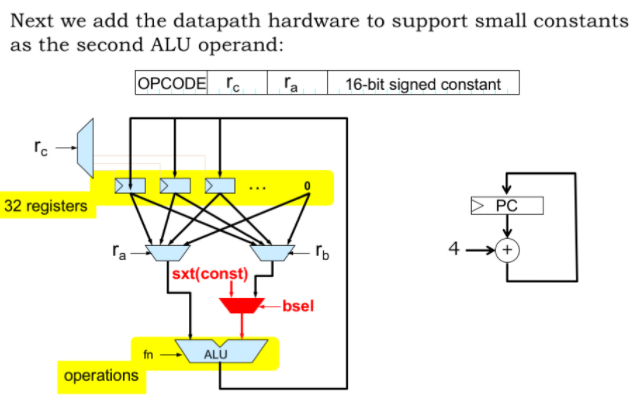 Next we add the datapath hardware to support small constants
as the second ALU operand:
OPCODE rc ra 16-bit signed constant
rc
32 registers
... 0
PC
ra rb
4 +
sxt(const)
bsel
fn ALU
operations